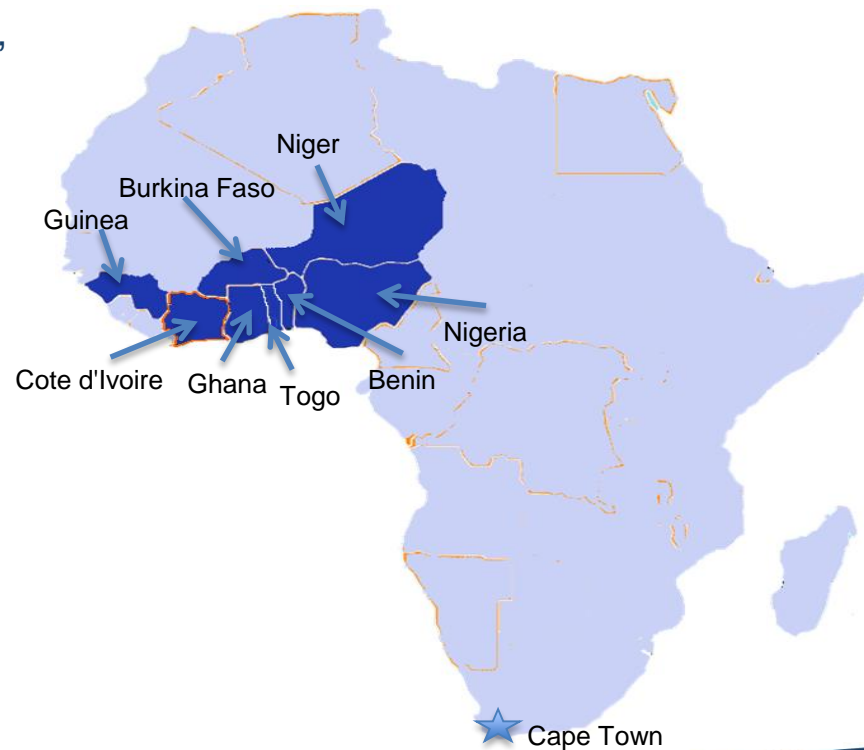 ,
Niger
Burkina Faso
Guinea
Nigeria
Cote d'Ivoire
Ghana
Togo
Benin
Cape Town